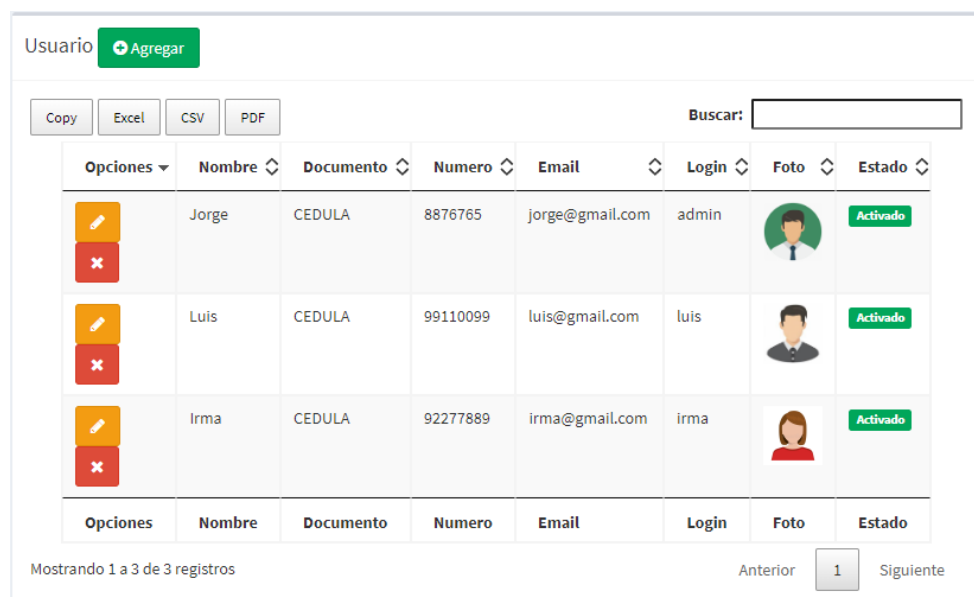 Usuario Agregar
Copy Excel CSV PDF Buscar:
Opciones Nombre Documento Numero Email Login Foto Estado
Jorge CEDULA 8876765 jorge@gmail.com admin Activado
Luis CEDULA 99110099 luis@gmail.com luis Activado
Irma CEDULA 92277889 irma@gmail.com irma Activado
Opciones Nombre Documento Numero Email Login Foto Estado
Mostrando 1 a 3 de 3 registros Anterior 1 Siguiente